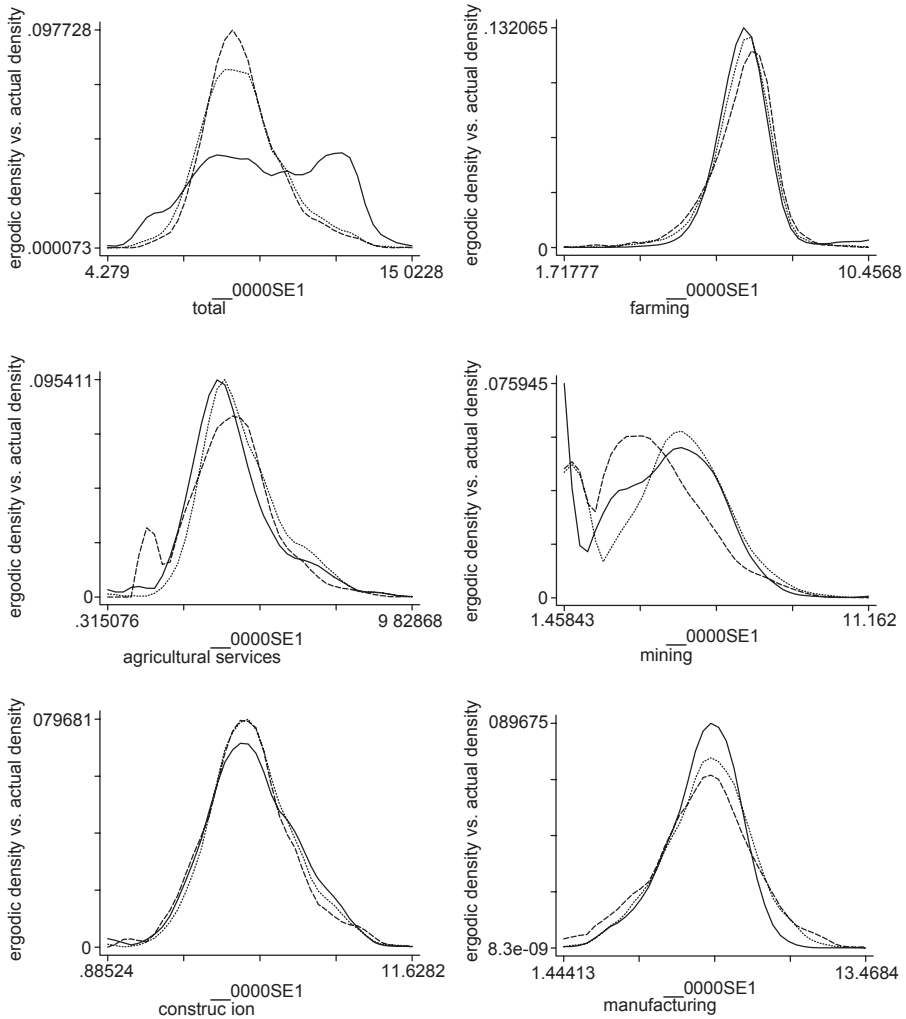 ergodic density vs. actual density
.097728
.000073
4.279
15 0228
__0000SE1
total
ergodic density vs. actual density
.132065
0
1.71777
10.4568
__0000SE1
farming
ergodic density vs. actual density
.095411
0
.315076
9 82868
__0000SE1
agricultural services
ergodic density vs. actual density
.075945
0
1.45843
11.162
__0000SE1
mining
ergodic density vs. actual density
079681
0
.88524
11.6282
__0000SE1
construc ion
ergodic density vs. actual density
089675
8.3e-09
1.44413
13.4684
__0000SE1
manufacturing